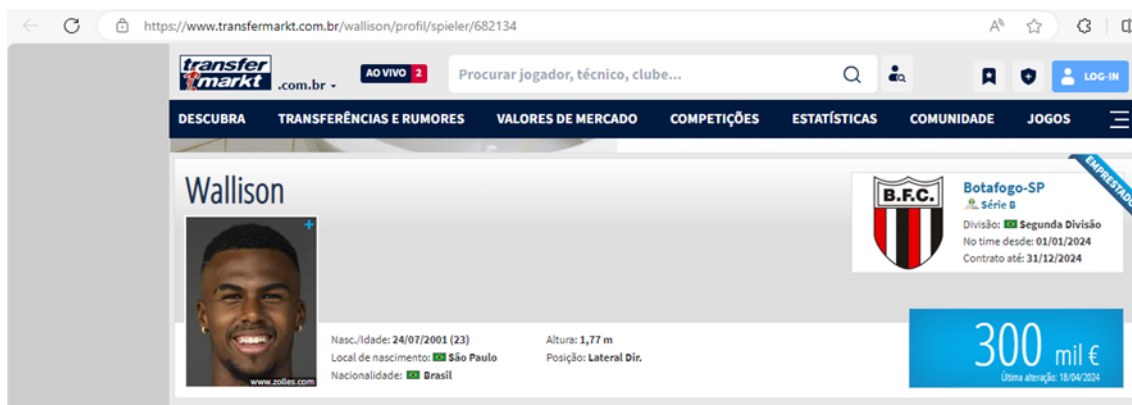 https://www.transfermarkt.com.br/wallison/profil/spieler/682134
transfer
markt .com.br
AO VIVO 2
Procurar jogador, técnico, clube...
LOG-IN
DESCUBRA TRANSFERÊNCIAS E RUMORES VALORES DE MERCADO COMPETIÇÕES ESTATÍSTICAS COMUNIDADE JOGOS
Wallison
EMPRESTADO
B.F.C.
Botafogo-SP
Série B
Divisão: Segunda Divisão
No time desde: 01/01/2024
Contrato até: 31/12/2024
Nasc./Idade: 24/07/2001 (23)
Altura: 1,77 m
Local de nascimento: São Paulo
Posição: Lateral Dir.
Nacionalidade: Brasil
www.zolles.com
300 mil €
Última alteração: 18/04/2024